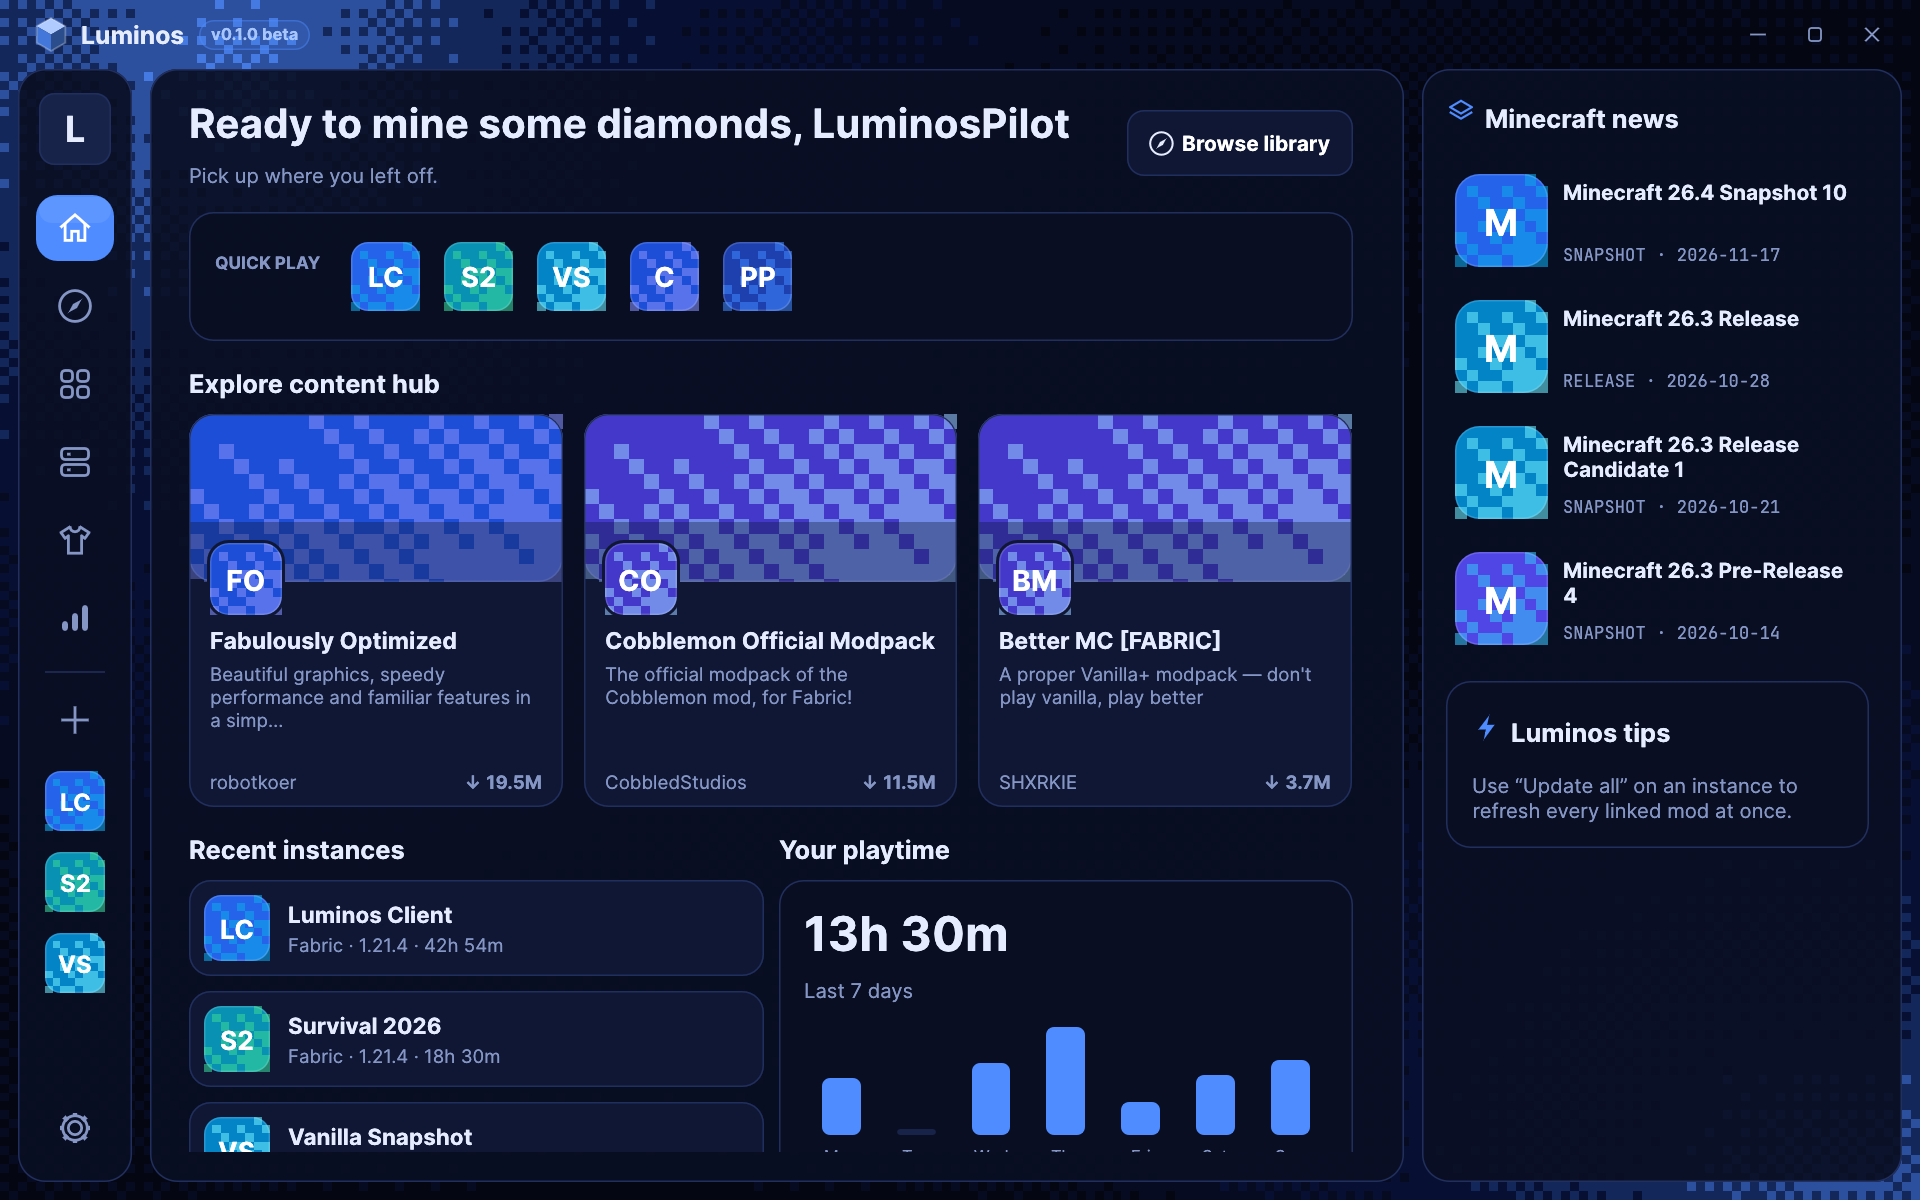 Luminos v0.1.0 beta
L
Ready to mine some diamonds, LuminosPilot
Pick up where you left off.
Browse library
QUICK PLAY LC S2 VS C PP
Explore content hub
FO
Fabulously Optimized
Beautiful graphics, speedy
performance and familiar features in
a simp...
robotkoer ↓ 19.5M
CO
Cobblemon Official Modpack
The official modpack of the
Cobblemon mod, for Fabric!
CobbledStudios ↓ 11.5M
BM
Better MC [FABRIC]
A proper Vanilla+ modpack — don't
play vanilla, play better
SHXRKIE ↓ 3.7M
LC
S2
VS
Recent instances
LC
Luminos Client
Fabric · 1.21.4 · 42h 54m
S2
Survival 2026
Fabric · 1.21.4 · 18h 30m
VS
Vanilla Snapshot
Your playtime
13h 30m
Last 7 days
Minecraft news
M
Minecraft 26.4 Snapshot 10
SNAPSHOT · 2026-11-17
M
Minecraft 26.3 Release
RELEASE · 2026-10-28
M
Minecraft 26.3 Release
Candidate 1
SNAPSHOT · 2026-10-21
M
Minecraft 26.3 Pre-Release
4
SNAPSHOT · 2026-10-14
Luminos tips
Use “Update all” on an instance to
refresh every linked mod at once.